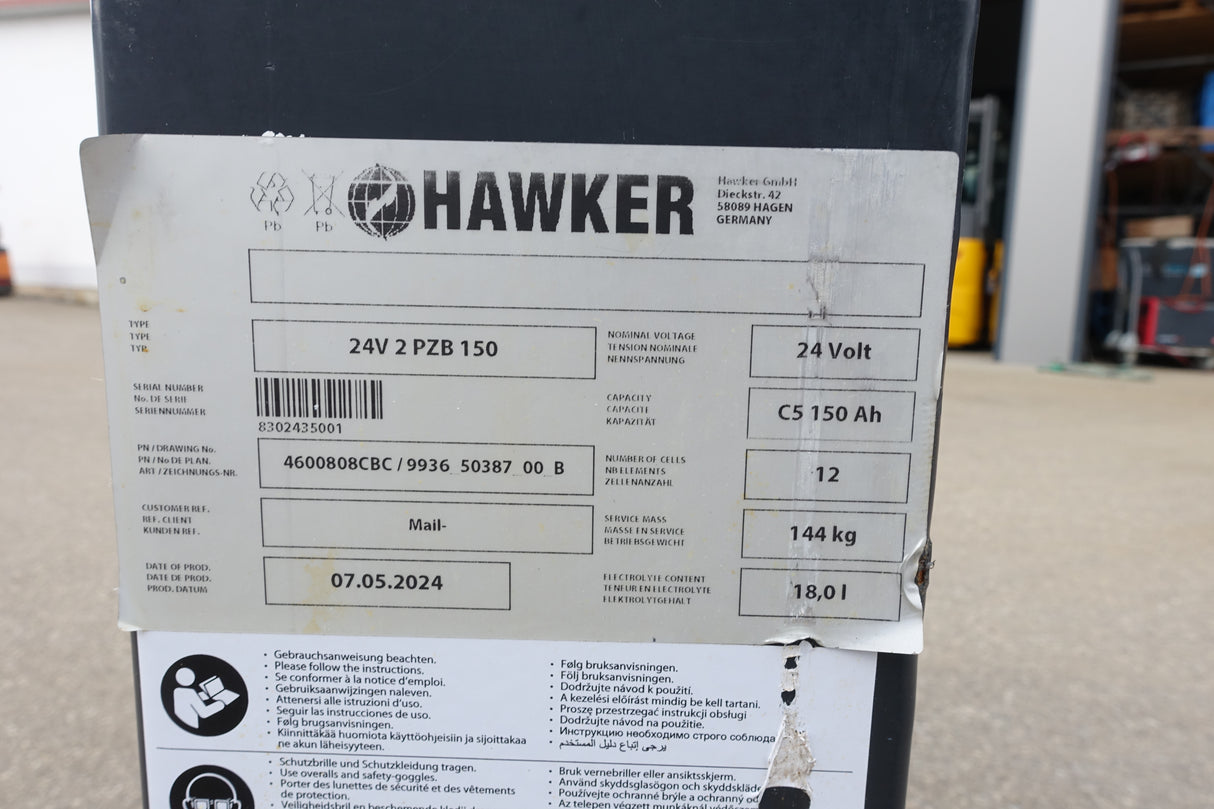 Pb
Pb
HAWKER
Hawker GmbH
Dieckstr. 42
58089 HAGEN
GERMANY
TYPE
TYPE
TYP
24V 2 PZB 150
NOMINAL VOLTAGE
TENSION NOMINALE
NENNSPANNUNG
24 Volt
SERIAL NUMBER
No. DE SERIE
SERIENNUMMER
8302435001
CAPACITY
CAPACITE
KAPAZITÄT
C5 150 Ah
PN / DRAWING No.
PN / No DE PLAN.
ART / ZEICHNUNGS-NR.
4600808CBC / 9936_50387_00_B
NUMBER OF CELLS
NB ELEMENTS
ZELLENANZAHL
12
CUSTOMER REF.
REF. CLIENT
KUNDEN REF.
Mail-
SERVICE MASS
MASSE EN SERVICE
BETRIEBSGEWICHT
144 kg
DATE OF PROD.
DATE DE PROD.
PROD. DATUM
07.05.2024
ELECTROLYTE CONTENT
TENEUR EN ELECTROLYTE
ELEKTROLYTGEHALT
18,0 l
• Gebrauchsanweisung beachten.
• Please follow the instructions.
• Se conformer à la notice d'emploi.
• Gebruiksaanwijzingen naleven.
• Attenersi alle istruzioni d'uso.
• Seguir las instrucciones de uso.
• Følg brugsanvisningen.
• Kiinnittäkää huomiota käyttöohjeisiin ja sijoittakaa
ne akun läheisyyteen.
• Følg bruksanvisningen.
• Följ bruksanvisningen.
• Dodržujte návod k použití.
• A kezelési előírást mindig be kell tartani.
• Proszę przestrzegać instrukcji obsługi
• Dodržujte návod na použitie.
• Инструкцию необходимо строго соблюда
• يرجى إتباع دليل المستخدم
• Schutzbrille und Schutzkleidung tragen.
• Use overalls and safety-goggles.
• Porter des lunettes de sécurité et des vêtements
de protection.
• Veiligheidsbril en beschermende
• Bruk vernebriller eller ansiktsskjerm.
• Använd skyddsglasögon och skyddskläd
• Používejte ochranné brýle a ochranný
• Az telepen végzett munkáknál